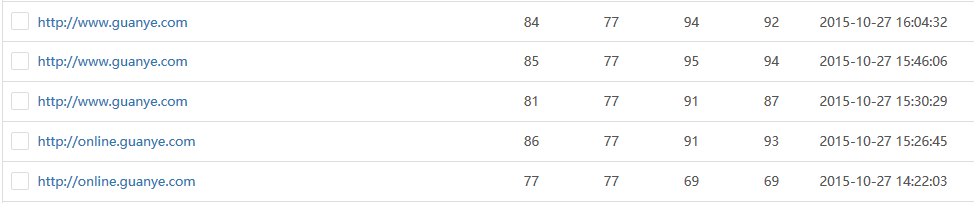 http://www.guanye.com 84 77 94 92 2015-10-27 16:04:32
http://www.guanye.com 85 77 95 94 2015-10-27 15:46:06
http://www.guanye.com 81 77 91 87 2015-10-27 15:30:29
http://online.guanye.com 86 77 91 93 2015-10-27 15:26:45
http://online.guanye.com 77 77 69 69 2015-10-27 14:22:03